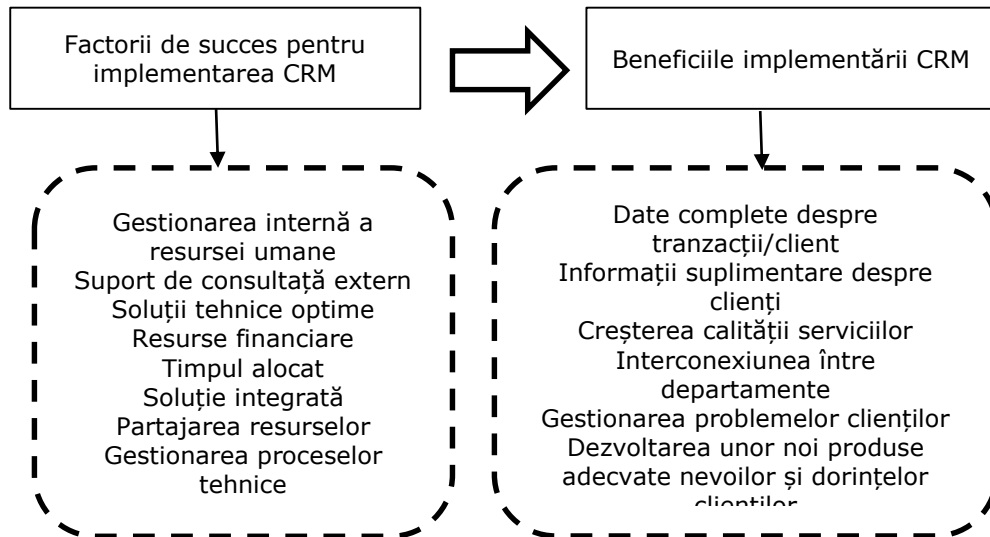 Factorii de succes pentru
implementarea CRM
Beneficiile implementării CRM
Gestionarea internă a
resursei umane
Suport de consultață extern
Soluții tehnice optime
Resurse financiare
Timpul alocat
Soluție integrată
Partajarea resurselor
Gestionarea proceselor
tehnice
Date complete despre
tranzacții/client
Informații suplimentare despre
clienți
Creșterea calității serviciilor
Interconexiunea între
departamente
Gestionarea problemelor clienților
Dezvoltarea unor noi produse
adecvate nevoilor și dorințelor
clienților